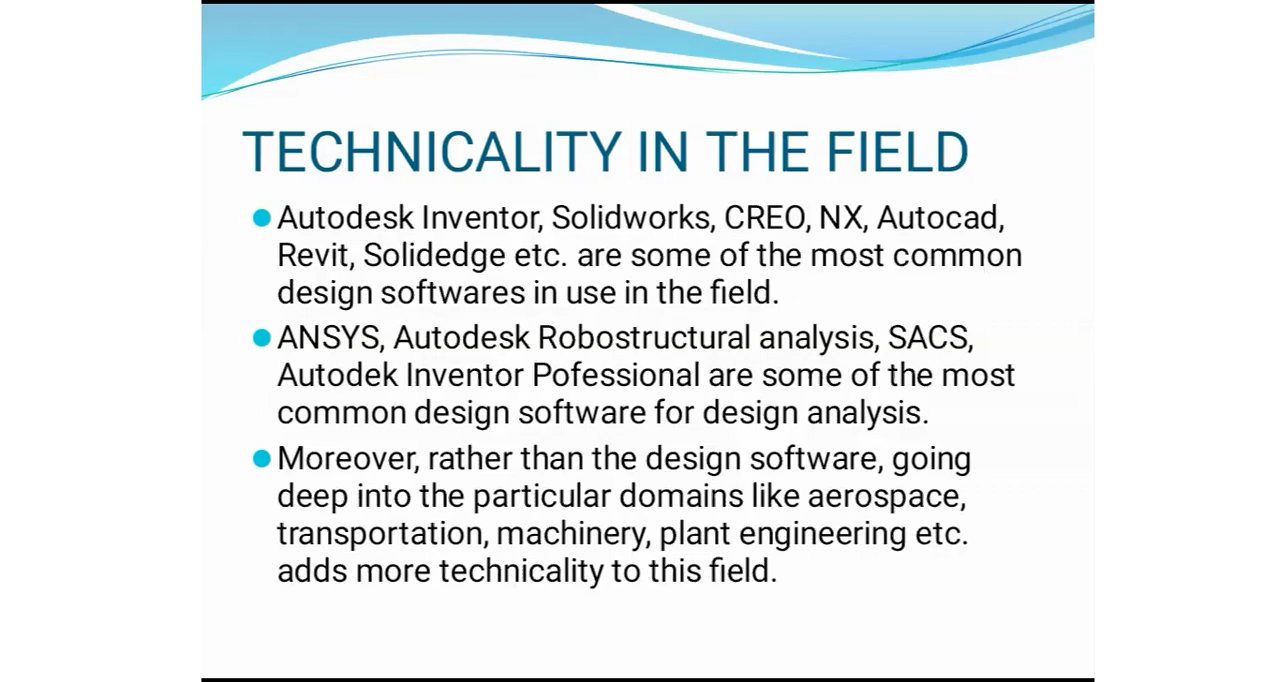 TECHNICALITY IN THE FIELD
Autodesk Inventor, Solidworks, CREO, NX, Autocad,
Revit, Solidedge etc. are some of the most common
design softwares in use in the field.
ANSYS, Autodesk Robostructural analysis, SACS,
Autodek Inventor Pofessional are some of the most
common design software for design analysis.
Moreover, rather than the design software, going
deep into the particular domains like aerospace,
transportation, machinery, plant engineering etc.
adds more technicality to this field.